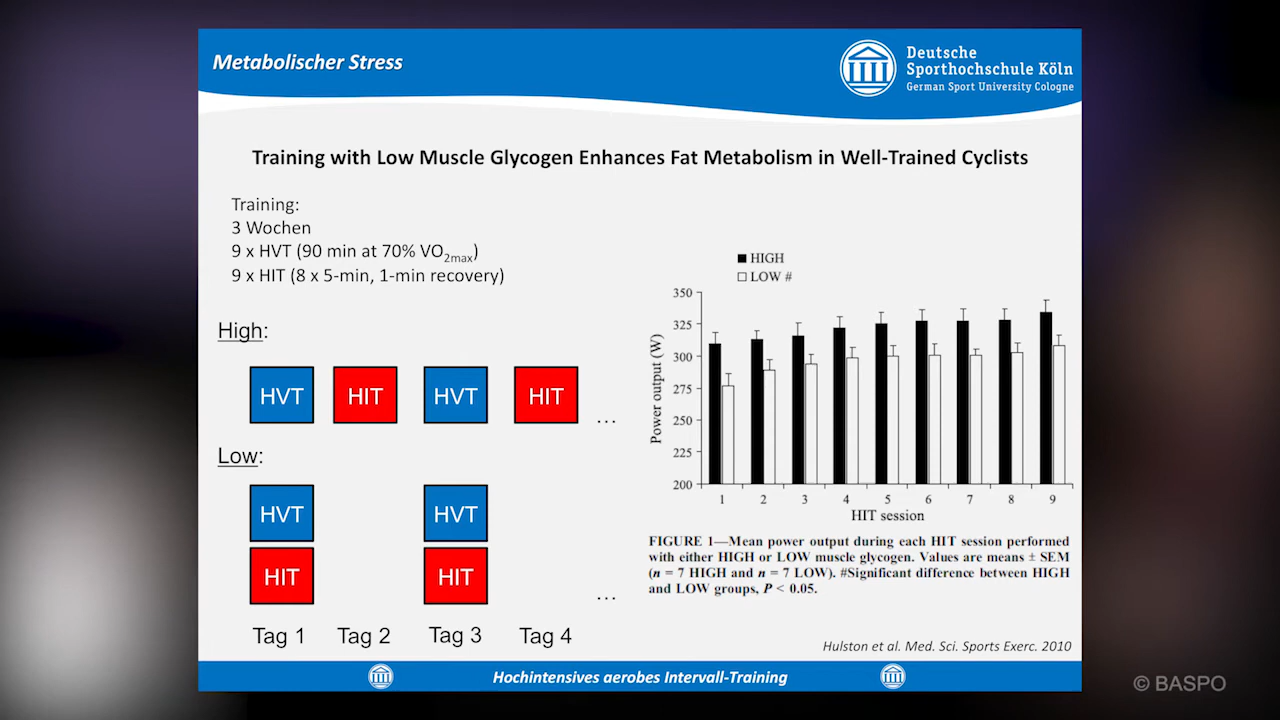 Metabolischer Stress
Deutsche
Sporthochschule Köln
German Sport University Cologne
Training with Low Muscle Glycogen Enhances Fat Metabolism in Well-Trained Cyclists
Training:
3 Wochen
9 x HVT (90 min at 70% VO2max)
9 x HIT (8 x 5-min, 1-min recovery)
High:
HVT HIT HVT HIT ...
Low:
HVT HVT
HIT HIT ...
Tag 1 Tag 2 Tag 3 Tag 4
HIGH
LOW #
Power output (W)
350
325
300
275
250
225
200
1 2 3 4 5 6 7 8 9
HIT session
FIGURE 1—Mean power output during each HIT session performed
with either HIGH or LOW muscle glycogen. Values are means ± SEM
(n = 7 HIGH and n = 7 LOW). #Significant difference between HIGH
and LOW groups, P < 0.05.
Hulston et al. Med. Sci. Sports Exerc. 2010
Hochintensives aerobes Intervall-Training
© BASPO